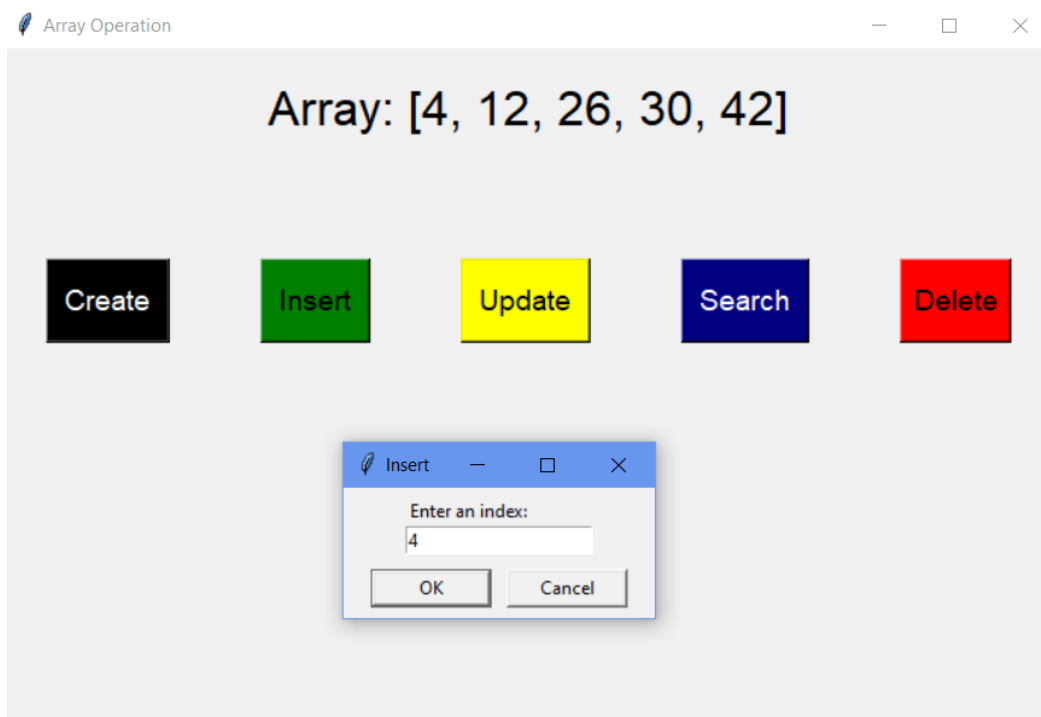 Array Operation
Array: [4, 12, 26, 30, 42]
Create Insert Update Search Delete
Insert
Enter an index:
4
OK Cancel